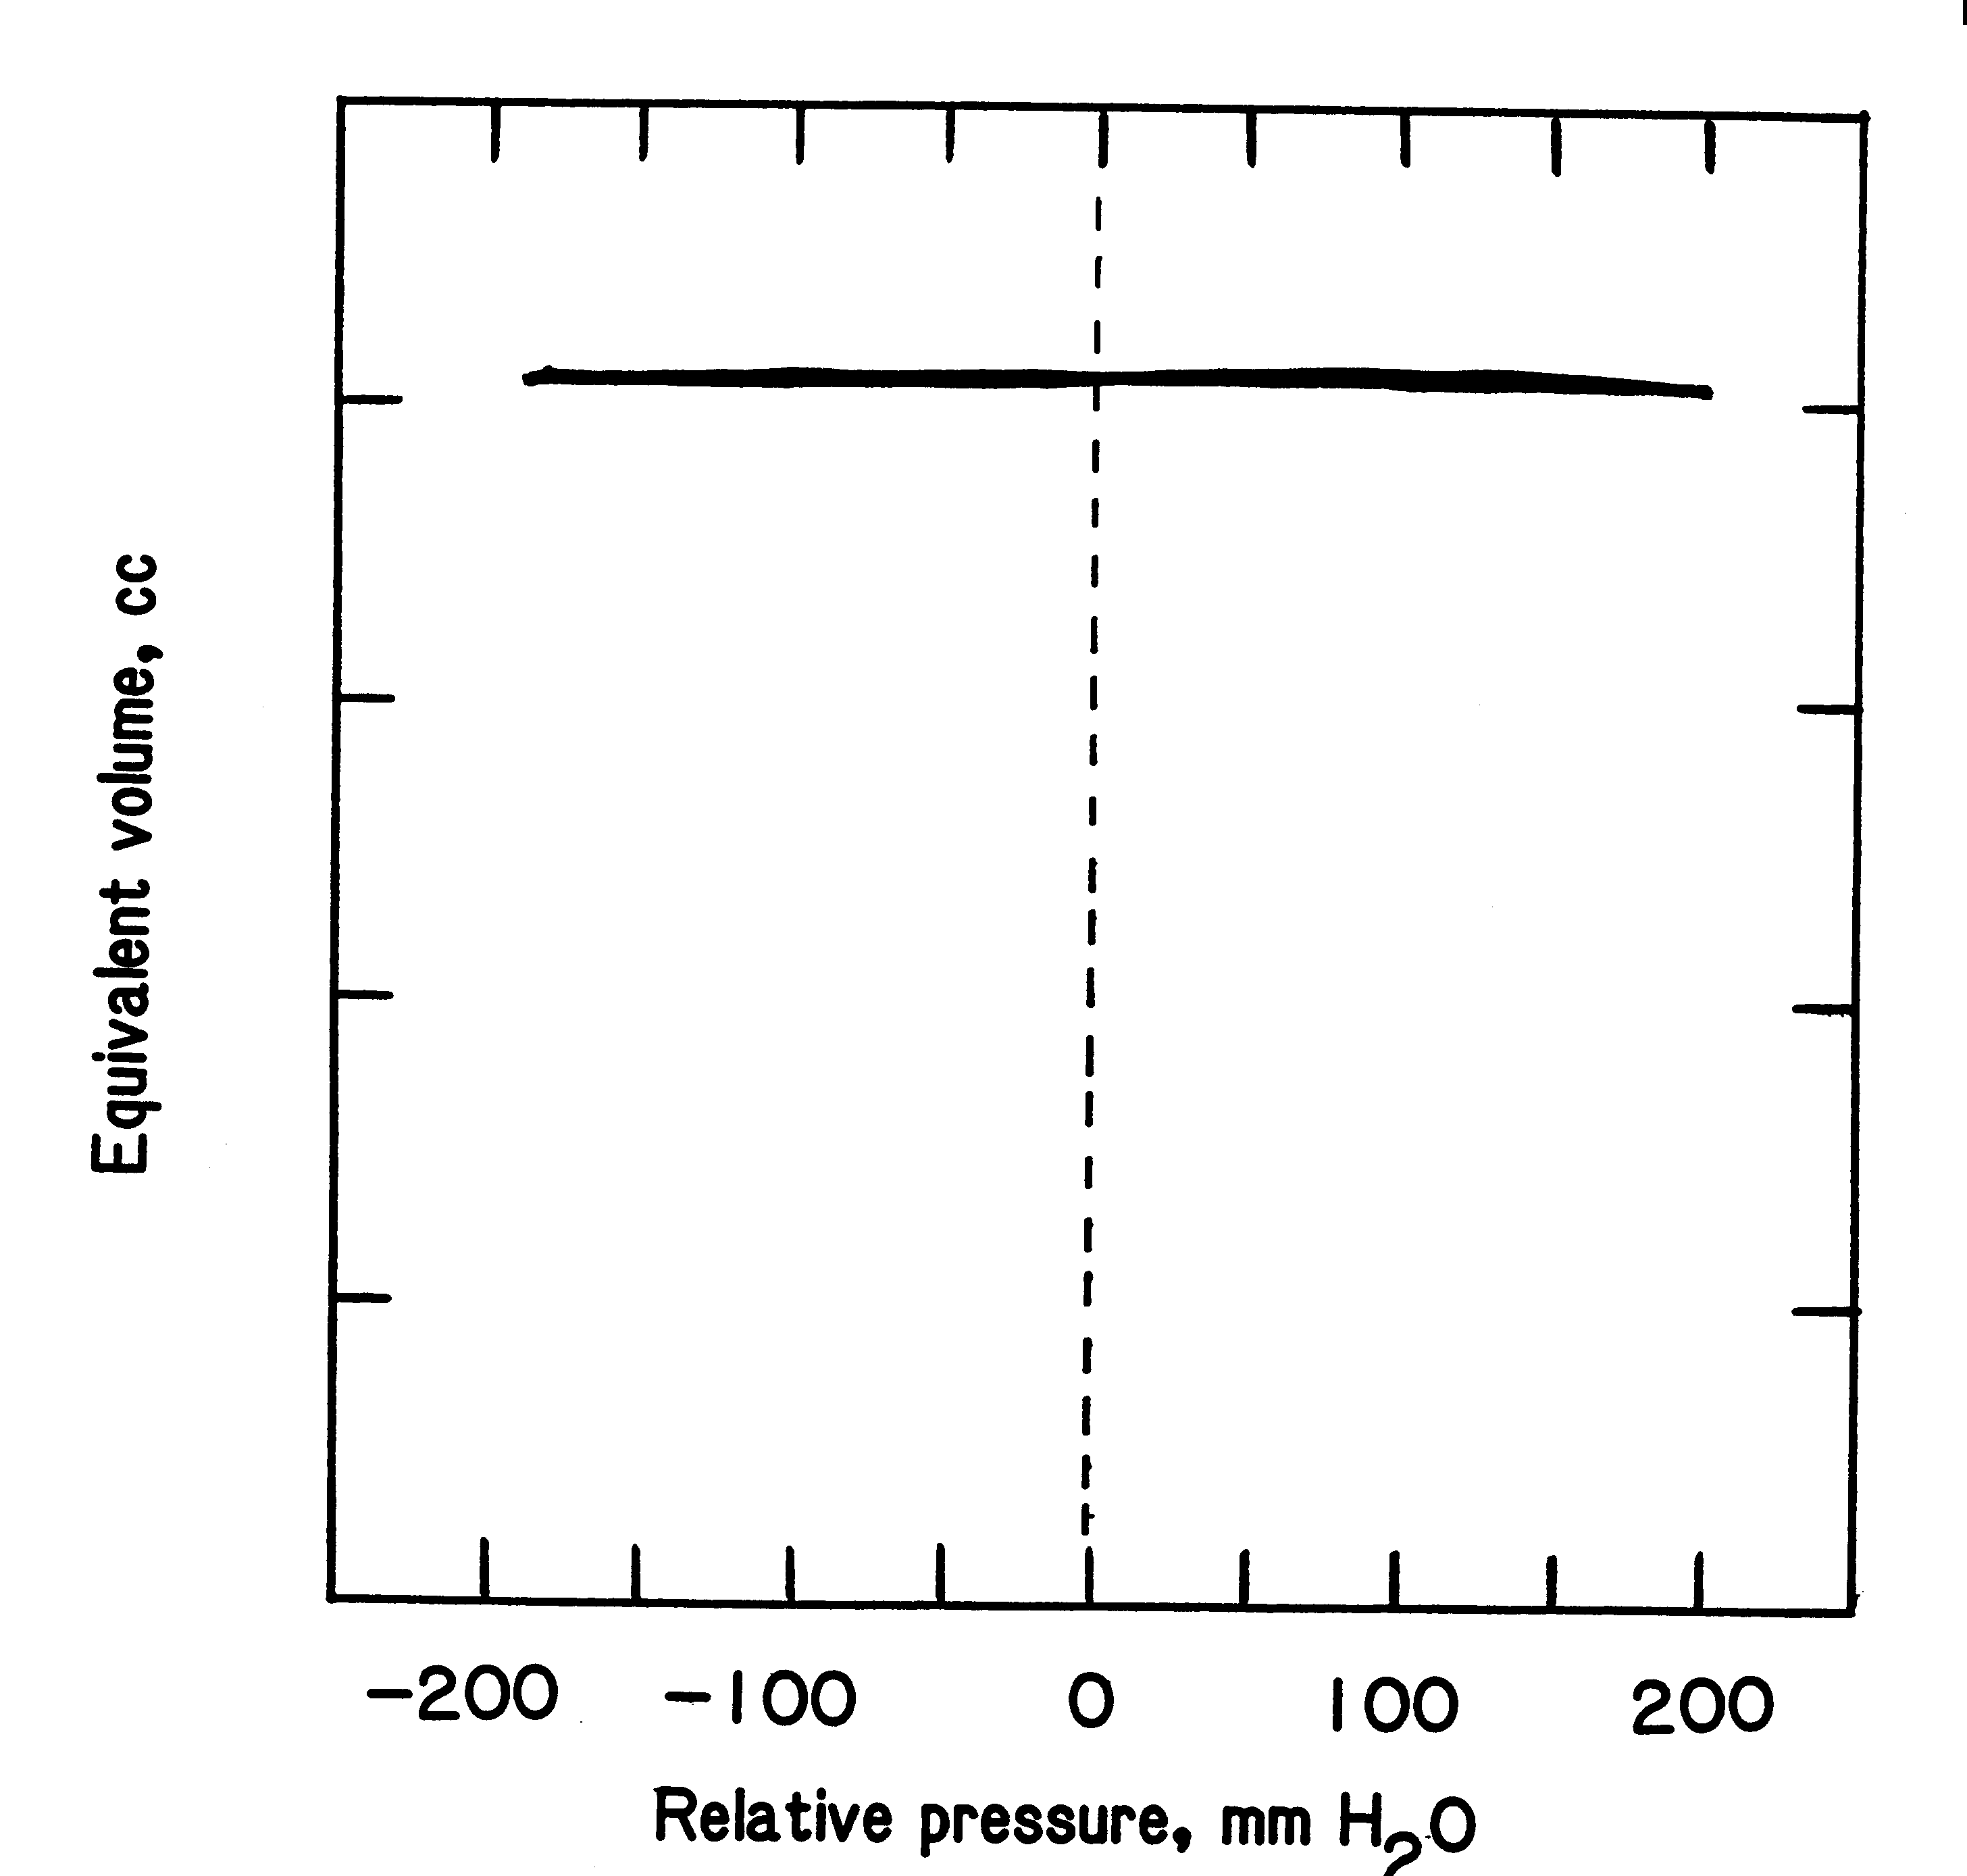 Equivalent volume, cc
-200 -100 0 100 200
Relative pressure, mm H₂O